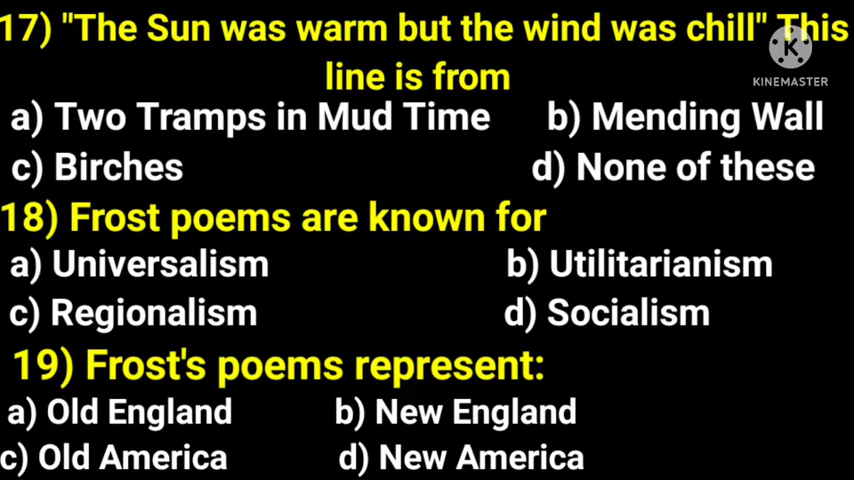 17) "The Sun was warm but the wind was chill" This
line is from
a) Two Tramps in Mud Time b) Mending Wall
c) Birches d) None of these
18) Frost poems are known for
a) Universalism b) Utilitarianism
c) Regionalism d) Socialism
19) Frost's poems represent:
a) Old England b) New England
c) Old America d) New America
K
KINEMASTER